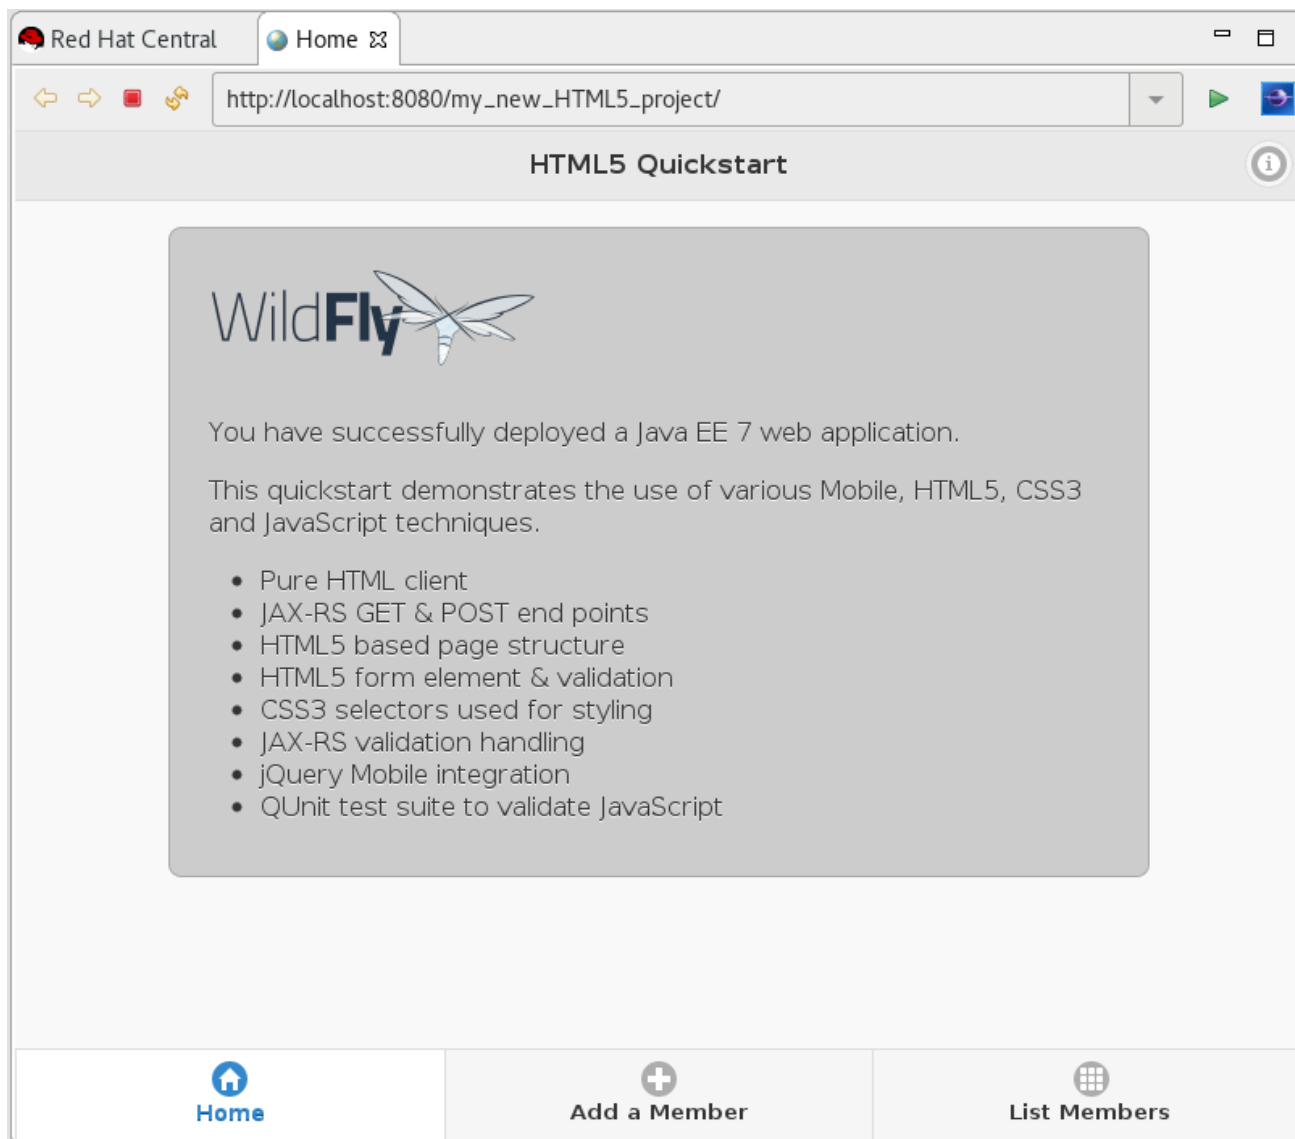 Red Hat Central
Home
http://localhost:8080/my_new_HTML5_project/
HTML5 Quickstart
WildFly
You have successfully deployed a Java EE 7 web application.
This quickstart demonstrates the use of various Mobile, HTML5, CSS3
and JavaScript techniques.
• Pure HTML client
• JAX-RS GET & POST end points
• HTML5 based page structure
• HTML5 form element & validation
• CSS3 selectors used for styling
• JAX-RS validation handling
• jQuery Mobile integration
• QUnit test suite to validate JavaScript
Home
Add a Member
List Members